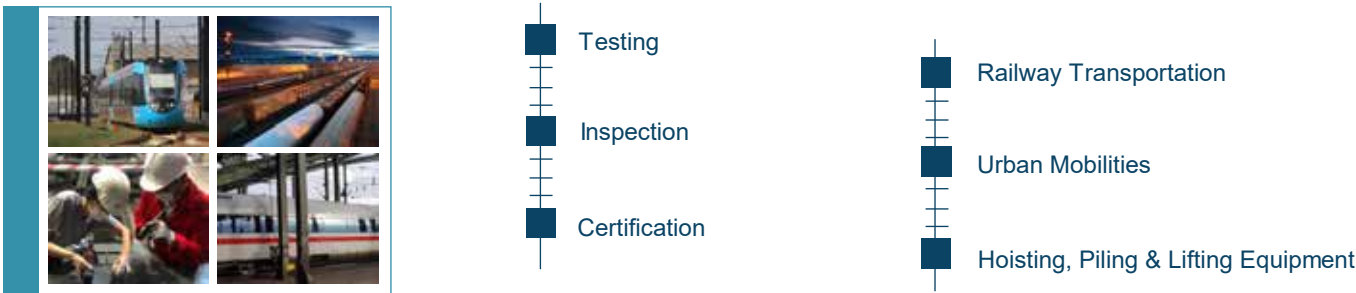 Testing
Inspection
Certification
Railway Transportation
Urban Mobilities
Hoisting, Piling & Lifting Equipment